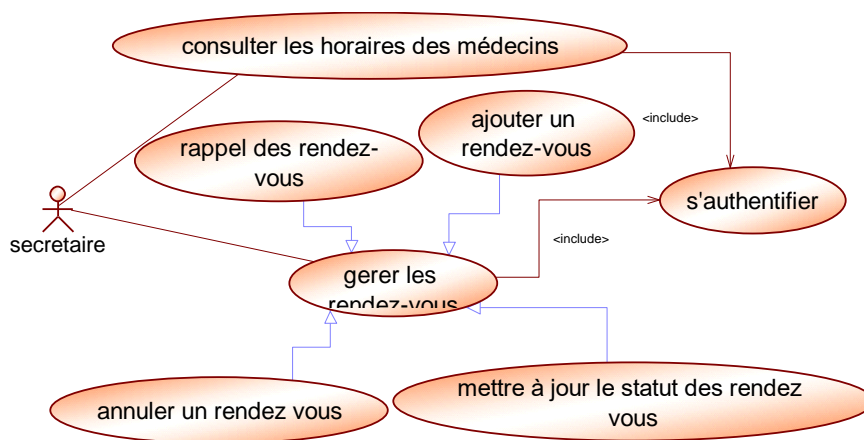 consulter les horaires des médecins
ajouter un
rendez-vous
<include>
rappel des rendez-
vous
s'authentifier
secretaire
<include>
gerer les
rendez-vous
mettre à jour le statut des rendez
vous
annuler un rendez vous